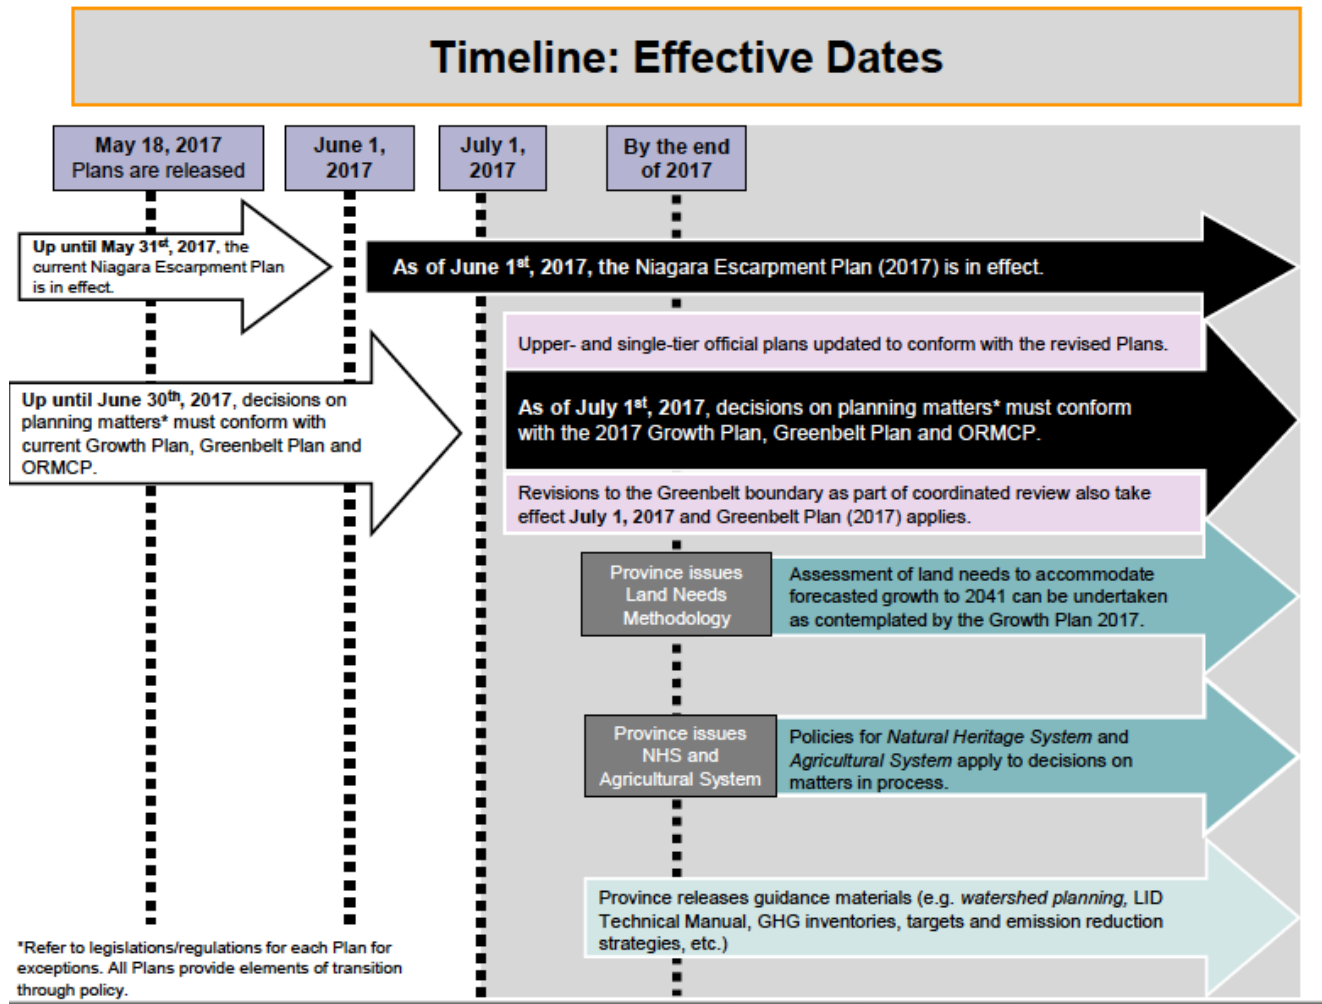 Timeline: Effective Dates
May 18, 2017
Plans are released
June 1,
2017
July 1,
2017
By the end
of 2017
Up until May 31st, 2017, the
current Niagara Escarpment Plan
is in effect.
As of June 1st, 2017, the Niagara Escarpment Plan (2017) is in effect.
Upper- and single-tier official plans updated to conform with the revised Plans.
Up until June 30th, 2017, decisions on
planning matters* must conform with
current Growth Plan, Greenbelt Plan and
ORMCP.
As of July 1st, 2017, decisions on planning matters* must conform
with the 2017 Growth Plan, Greenbelt Plan and ORMCP.
Revisions to the Greenbelt boundary as part of coordinated review also take
effect July 1, 2017 and Greenbelt Plan (2017) applies.
Province issues
Land Needs
Methodology
Assessment of land needs to accommodate
forecasted growth to 2041 can be undertaken
as contemplated by the Growth Plan 2017.
Province issues
NHS and
Agricultural System
Policies for Natural Heritage System and
Agricultural System apply to decisions on
matters in process.
Province releases guidance materials (e.g. watershed planning, LID
Technical Manual, GHG inventories, targets and emission reduction
strategies, etc.)
*Refer to legislations/regulations for each Plan for
exceptions. All Plans provide elements of transition
through policy.